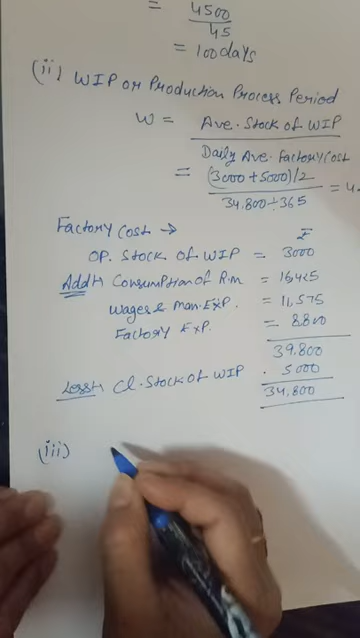 = 4500
45
= 100 days
(ii) WIP or Production Process Period
W = Ave. Stock of WIP
Daily Ave. Factory Cost
= (3000 + 5000)/2
34,800 ÷ 365
= 4
Factory Cost →
₹
OP. Stock of WIP = 3000
Add:- Consumption of R.M = 16,425
Wages & Man. EXP. = 11,575
Factory EXP. = 8800
39,800
Less:- Cl. Stock of WIP . 5000
34,800
(iii)